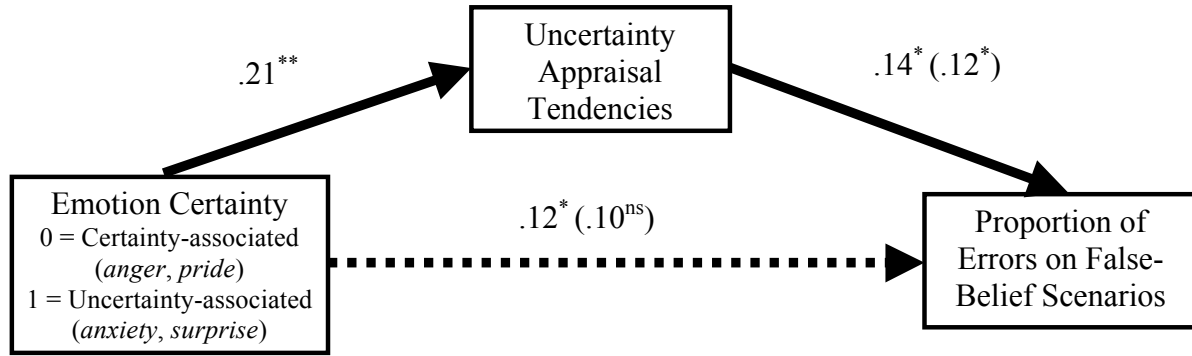 Uncertainty
Appraisal
Tendencies
.21**
.14* (.12*)
Emotion Certainty
0 = Certainty-associated
(anger, pride)
1 = Uncertainty-associated
(anxiety, surprise)
.12* (.10ns)
Proportion of
Errors on False-
Belief Scenarios